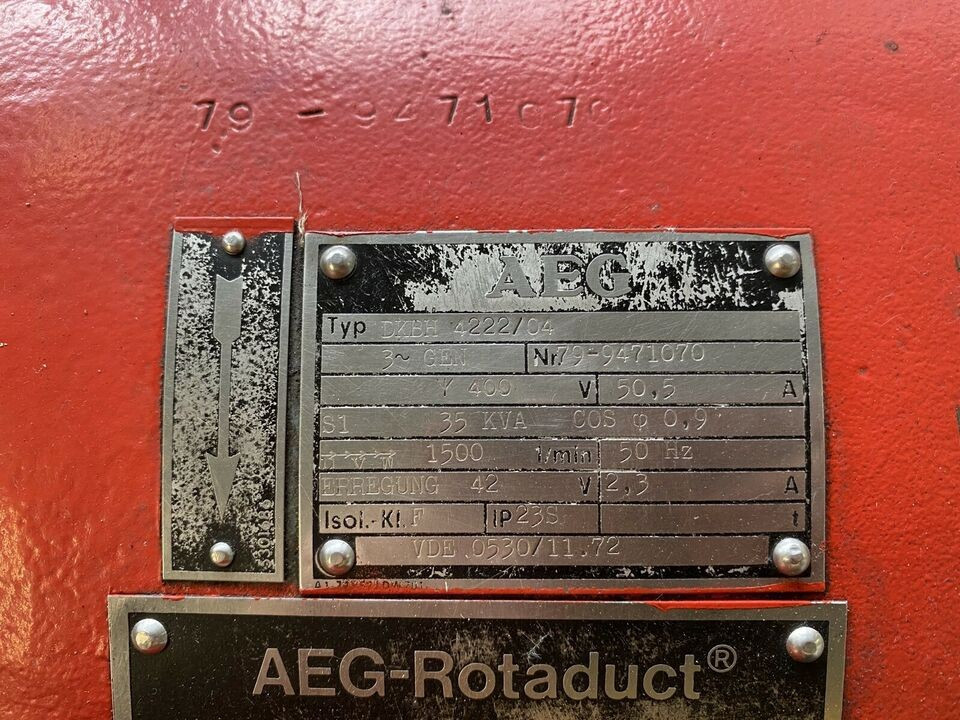 79-9471070
AEG
Typ DKBH 4222/04
3~ GEN Nr 79-9471070
Y 400 V 50,5 A
S1 35 KVA COS φ 0,9
U V W 1500 1/min 50 Hz
ERREGUNG 42 V 2,3 A
Isol.-Kl. F IP 23S t
VDE 0530/11.72
AEG-Rotaduct®